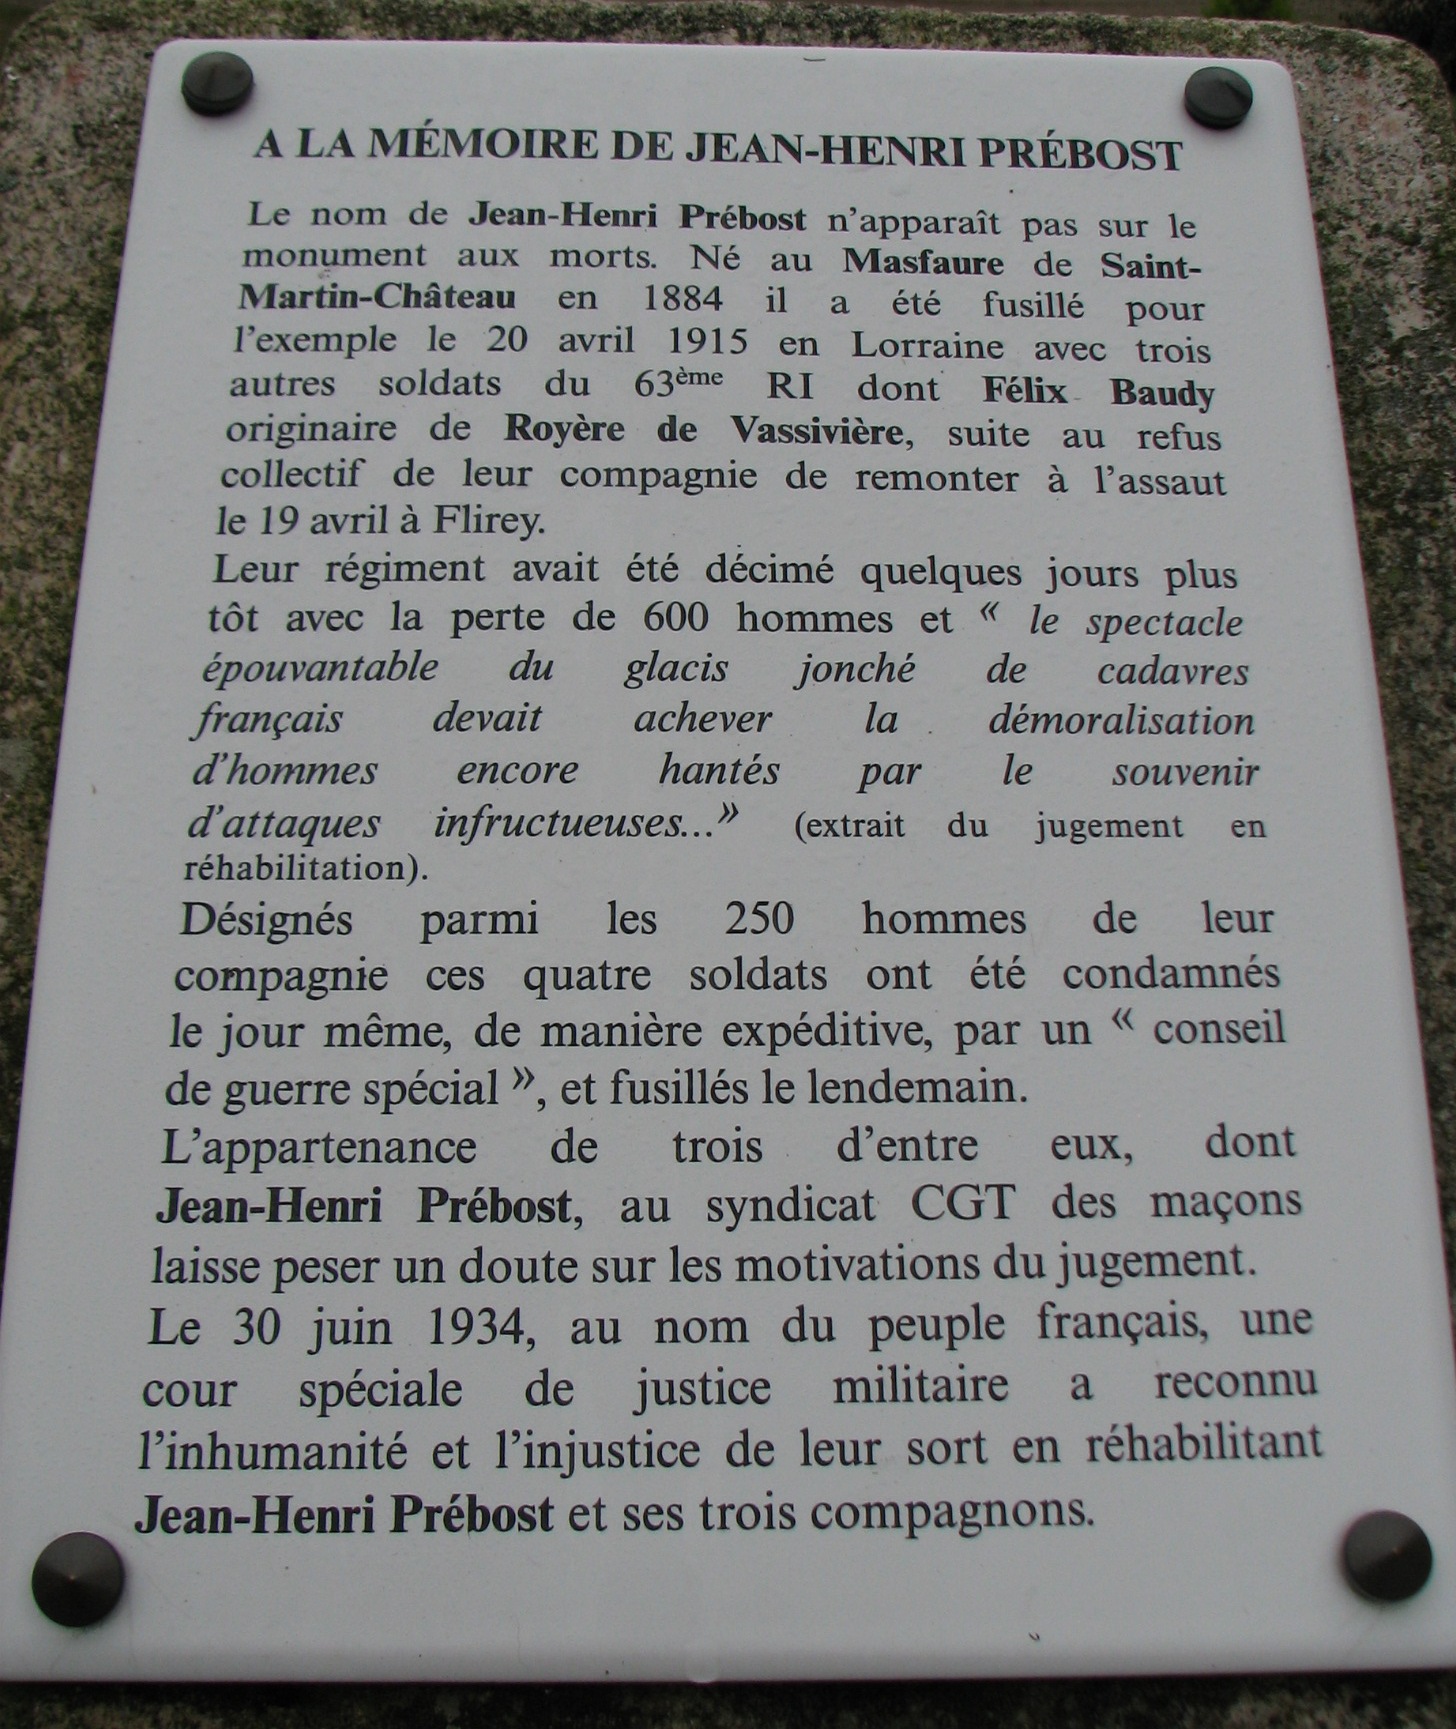 A LA MÉMOIRE DE JEAN-HENRI PRÉBOST
Le nom de Jean-Henri Prébost n'apparaît pas sur le
monument aux morts. Né au Masfaure de Saint-
Martin-Château en 1884 il a été fusillé pour
l'exemple le 20 avril 1915 en Lorraine avec trois
autres soldats du 63ème RI dont Félix Baudy
originaire de Royère de Vassivière, suite au refus
collectif de leur compagnie de remonter à l'assaut
le 19 avril à Flirey.
Leur régiment avait été décimé quelques jours plus
tôt avec la perte de 600 hommes et « le spectacle
épouvantable du glacis jonché de cadavres
français devait achever la démoralisation
d'hommes encore hantés par le souvenir
d'attaques infructueuses...» (extrait du jugement en
réhabilitation).
Désignés parmi les 250 hommes de leur
compagnie ces quatre soldats ont été condamnés
le jour même, de manière expéditive, par un « conseil
de guerre spécial », et fusillés le lendemain.
L'appartenance de trois d'entre eux, dont
Jean-Henri Prébost, au syndicat CGT des maçons
laisse peser un doute sur les motivations du jugement.
Le 30 juin 1934, au nom du peuple français, une
cour spéciale de justice militaire a reconnu
l'inhumanité et l'injustice de leur sort en réhabilitant
Jean-Henri Prébost et ses trois compagnons.